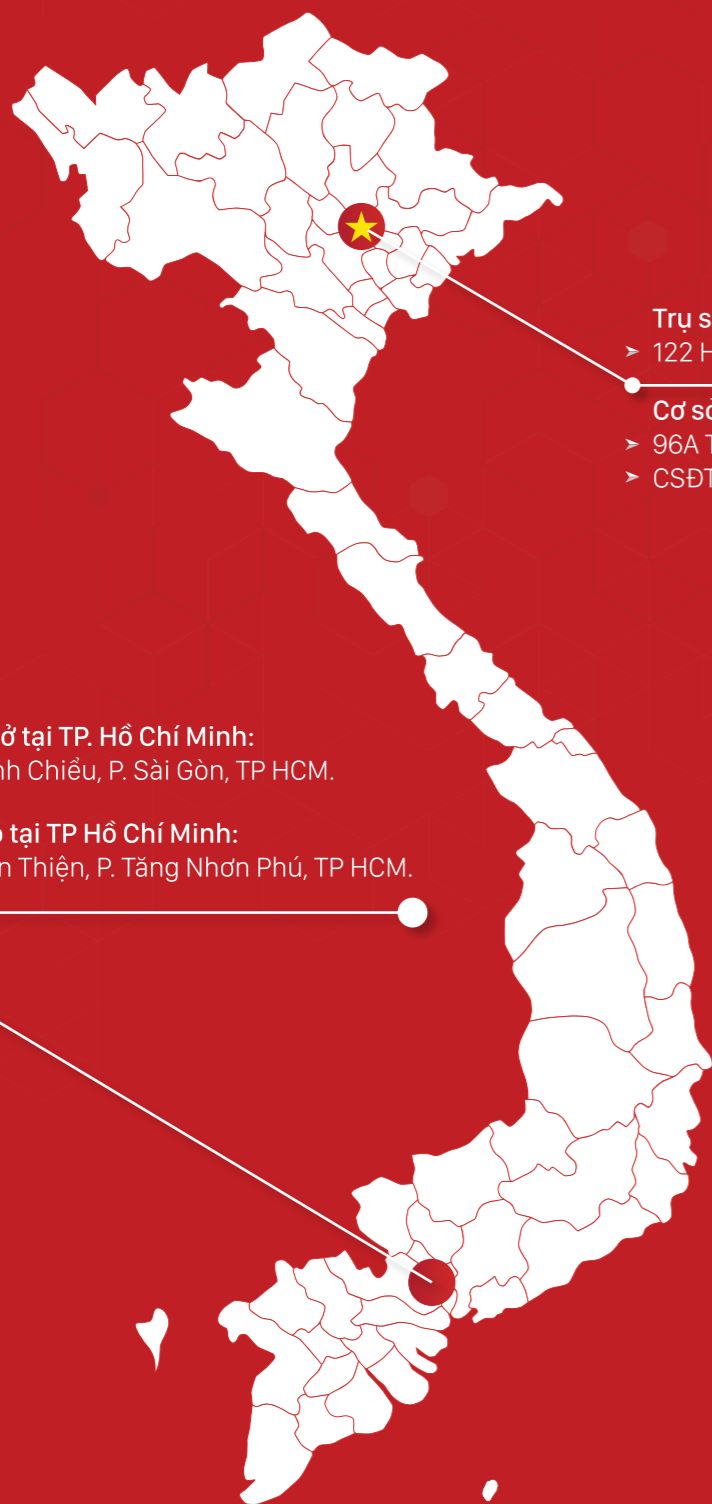 Trụ s
➢ 122 H
Cơ sở
➢ 96A T
➢ CSĐT
ở tại TP. Hồ Chí Minh:
nh Chiểu, P. Sài Gòn, TP HCM.
tại TP Hồ Chí Minh:
n Thiện, P. Tăng Nhơn Phú, TP HCM.